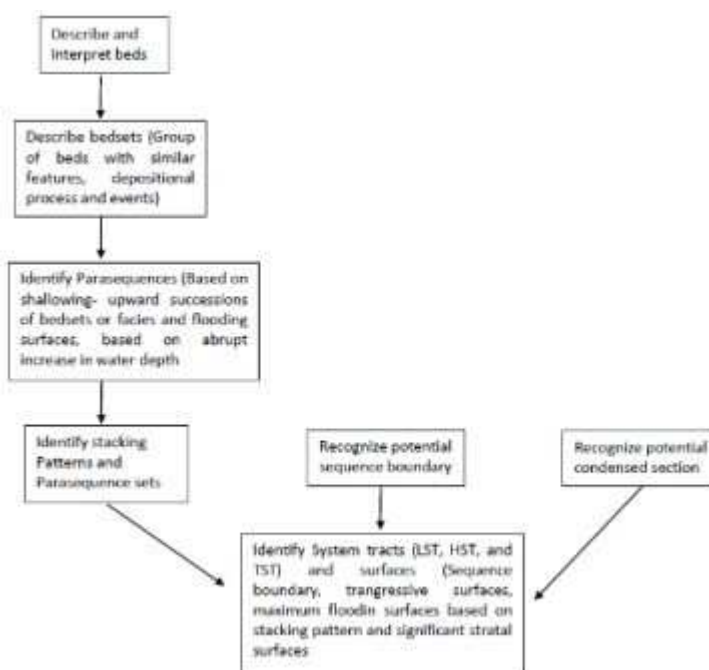 Describe and
Interpret beds
Describe bedsets (Group
of beds with similar
features, depositional
process and events)
Identify Parasequences (Based on
shallowing- upward successions
of bedsets or facies and flooding
surfaces, based on abrupt
increase in water depth
Identify stacking
Patterns and
Parasequence sets
Recognize potential
sequence boundary
Recognize potential
condensed section
Identify System tracts (LST, HST, and
TST) and surfaces (Sequence
boundary, trangressive surfaces,
maximum floodin surfaces based on
stacking pattern and significant stratal
surfaces